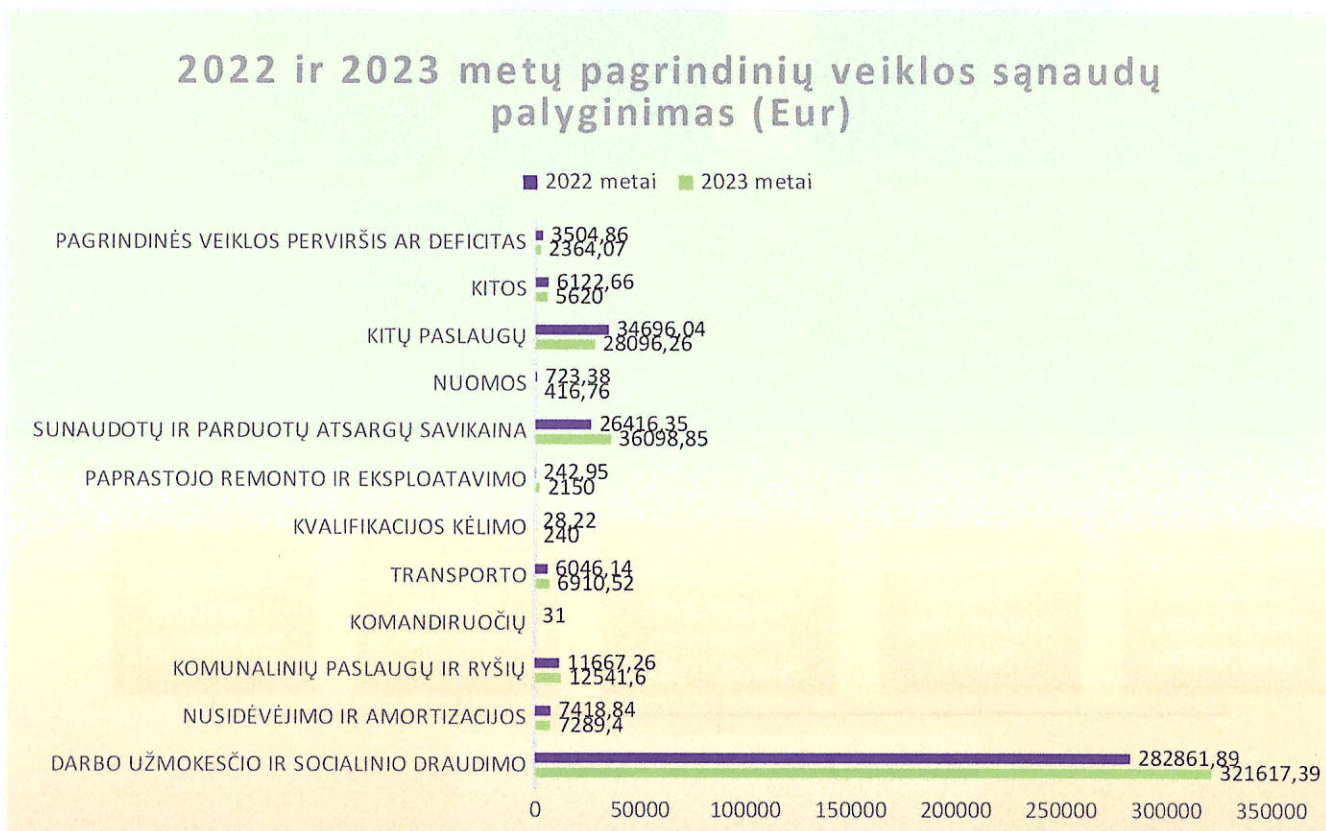 2022 ir 2023 metų pagrindinių veiklos sąnaudų
palyginimas (Eur)
2022 metai 2023 metai
PAGRINDINĖS VEIKLOS PERVIRŠIS AR DEFICITAS 3504,86
2364,07
KITOS 6122,66
5620
KITŲ PASLAUGŲ 34696,04
28096,26
NUOMOS 723,38
416,76
SUNAUDOTŲ IR PARDUOTŲ ATSARGŲ SAVIKAINA 26416,35
36098,85
PAPRASTOJO REMONTO IR EKSPLOATAVIMO 242,95
2150
KVALIFIKACIJOS KĖLIMO 28,22
240
TRANSPORTO 6046,14
6910,52
KOMANDIRUOČIŲ 31
KOMUNALINIŲ PASLAUGŲ IR RYŠIŲ 11667,26
12541,6
NUSIDĖVĖJIMO IR AMORTIZACIJOS 7418,84
7289,4
DARBO UŽMOKESČIO IR SOCIALINIO DRAUDIMO 282861,89
321617,39
0 50000 100000 150000 200000 250000 300000 350000